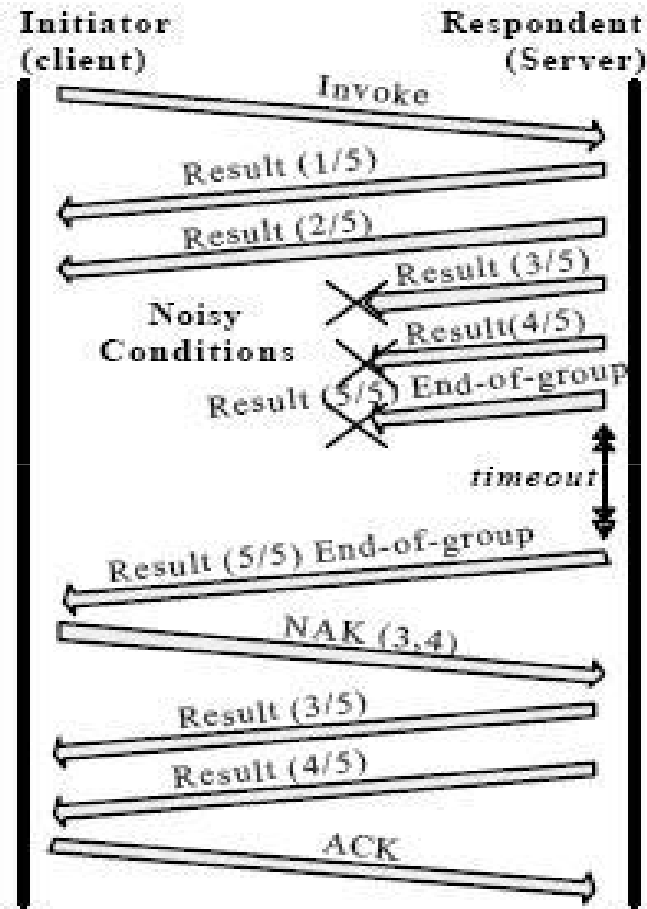 Initiator
(client)
Respondent
(Server)
Invoke
Result (1/5)
Result (2/5)
Result (3/5)
Noisy
Conditions
Result(4/5)
Result (5/5) End-of-group
timeout
Result (5/5) End-of-group
NAK (3,4)
Result (3/5)
Result (4/5)
ACK